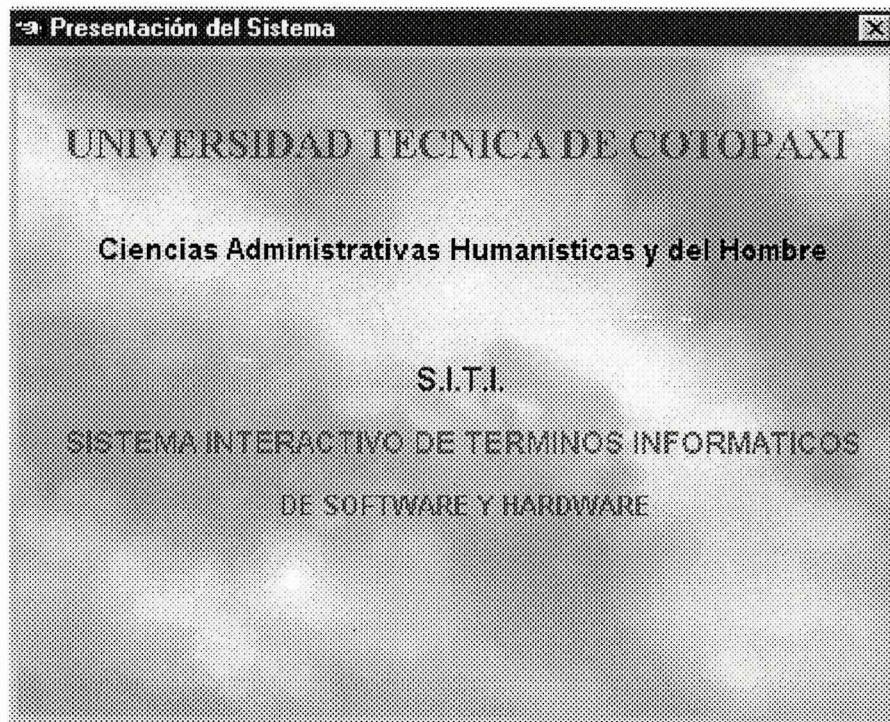 Presentación del Sistema
UNIVERSIDAD TECNICA DE COTOPAXI
Ciencias Administrativas Humanísticas y del Hombre
S.I.T.I.
SISTEMA INTERACTIVO DE TERMINOS INFORMATICOS
DE SOFTWARE Y HARDWARE